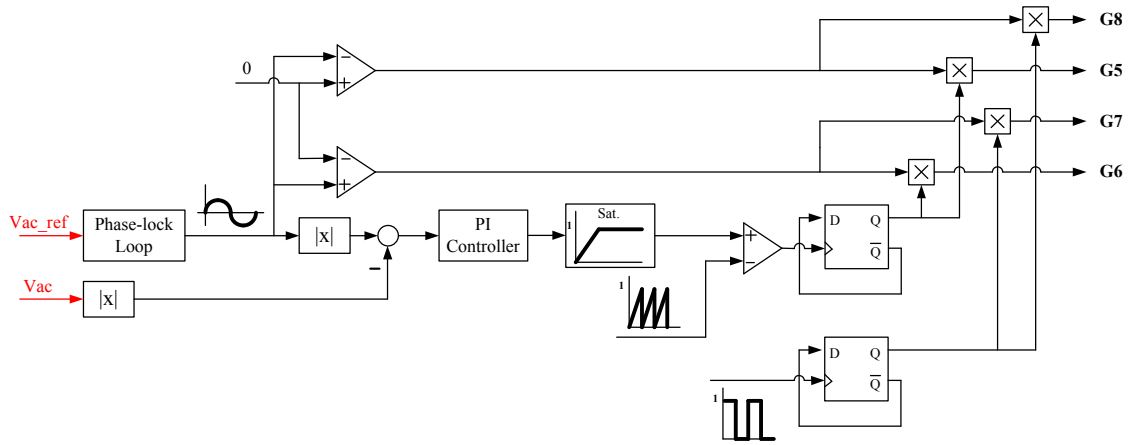 G8
0
−
+
×
G5
×
G7
−
+
×
G6
×
Vac_ref
Phase-lock
Loop
|x|
−
PI
Controller
Sat.
1
+
−
D
Q
Q̅
Vac
|x|
1
D
Q
Q̅
1